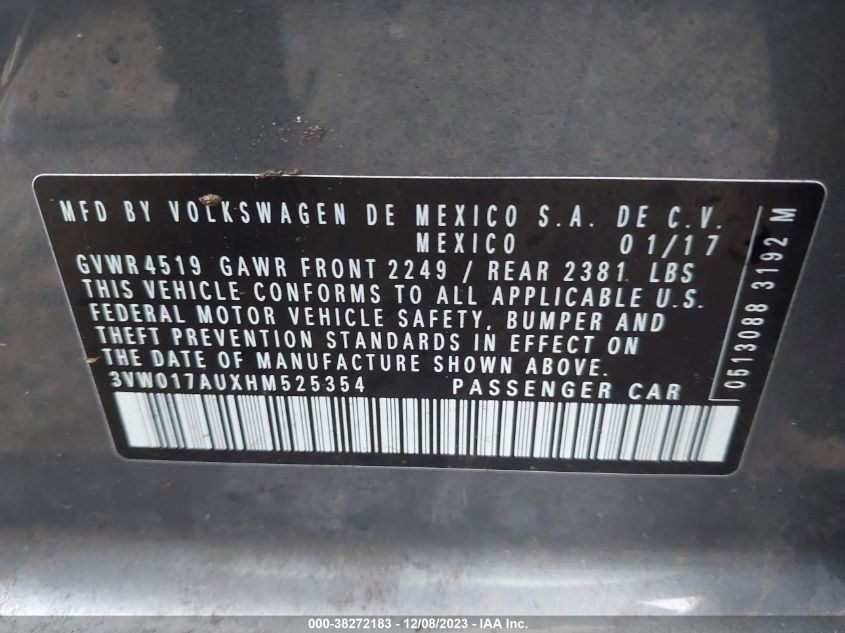 MFD BY VOLKSWAGEN DE MEXICO S.A. DE C.V.
MEXICO 01/17
GVWR4519 GAWR FRONT 2249 / REAR 2381 LBS
THIS VEHICLE CONFORMS TO ALL APPLICABLE U.S.
FEDERAL MOTOR VEHICLE SAFETY, BUMPER AND
THEFT PREVENTION STANDARDS IN EFFECT ON
THE DATE OF MANUFACTURE SHOWN ABOVE.
3VW017AUXHM525354 PASSENGER CAR
0513088 3192 M
000-38272183 - 12/08/2023 - IAA Inc.